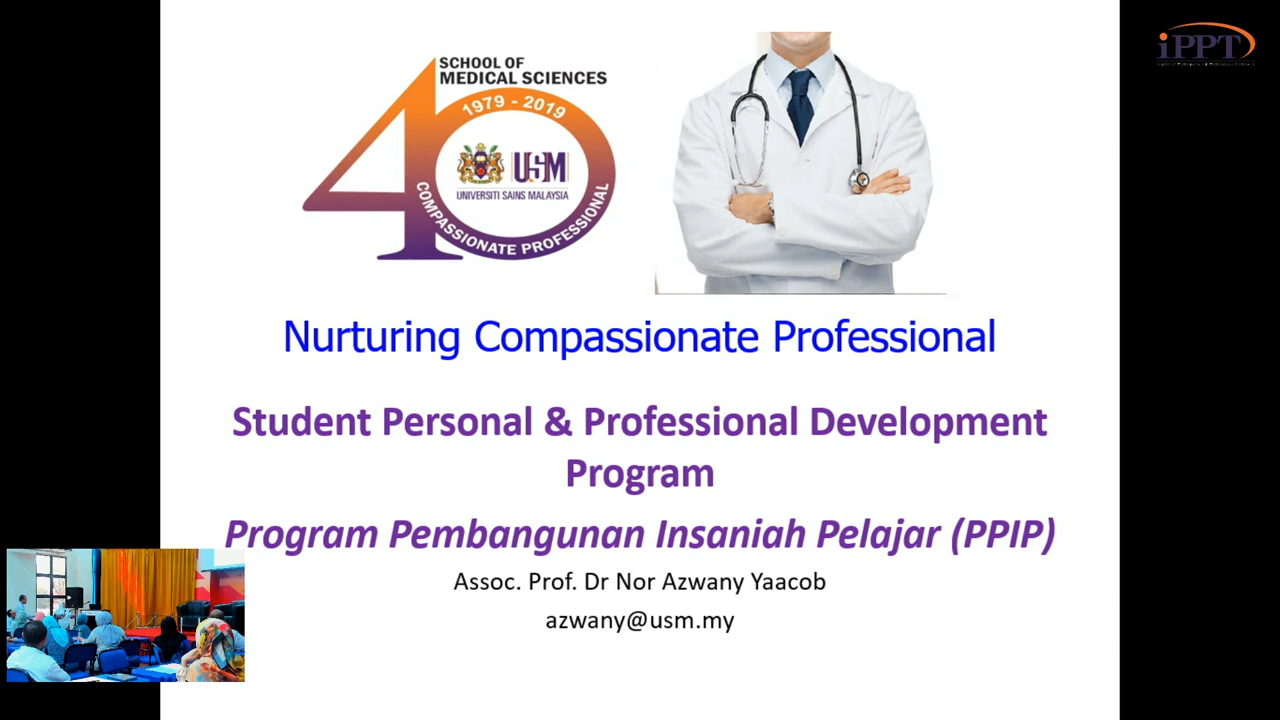 SCHOOL OF
MEDICAL SCIENCES
1979 - 2019
USM
UNIVERSITI SAINS MALAYSIA
COMPASSIONATE PROFESSIONAL
iPPT
Nurturing Compassionate Professional
Student Personal & Professional Development
Program
Program Pembangunan Insaniah Pelajar (PPIP)
Assoc. Prof. Dr Nor Azwany Yaacob
azwany@usm.my